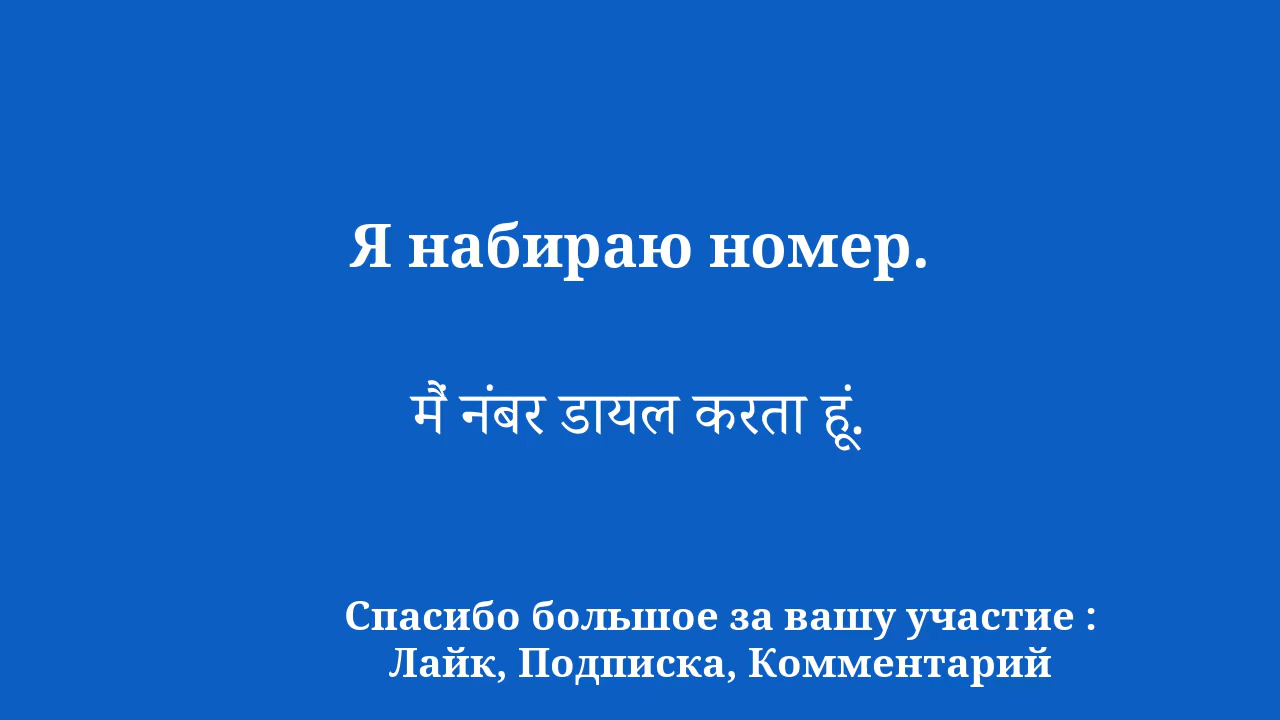 Я набираю номер.
मैं नंबर डायल करता हूं.
Спасибо большое за вашу участие :
Лайк, Подписка, Комментарий